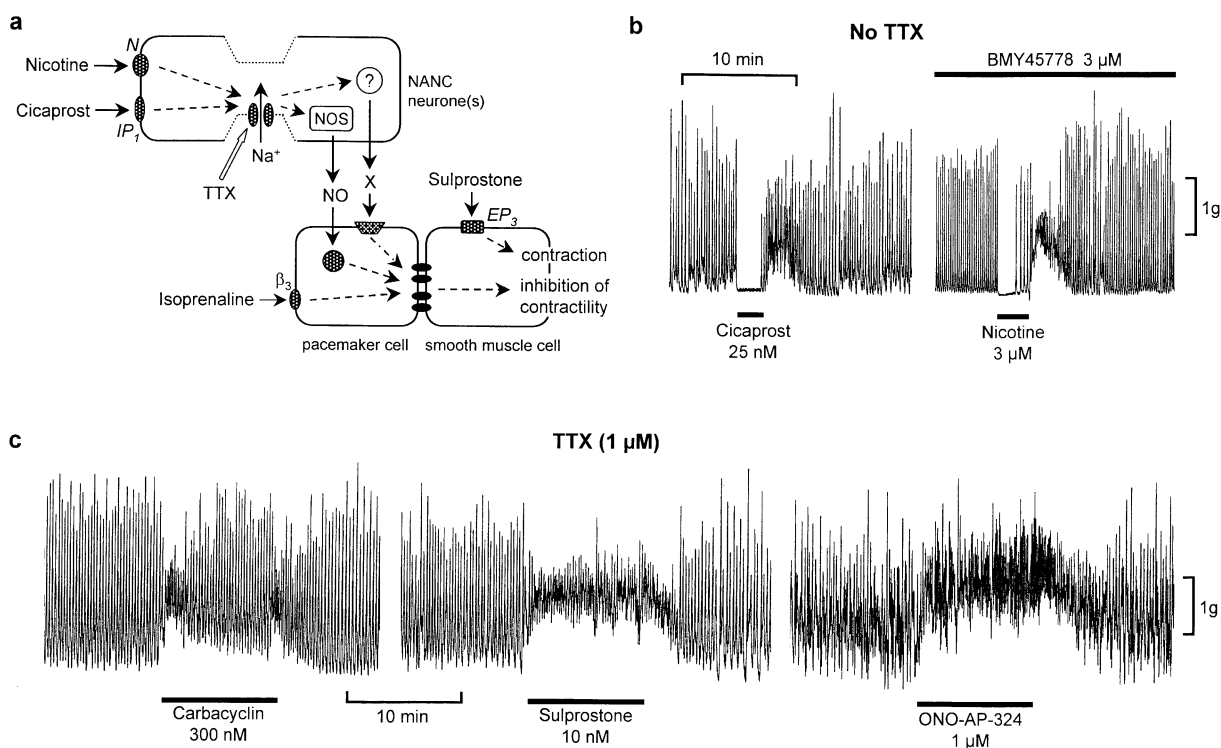 a
N
Nicotine
Cicaprost
IP1
TTX
Na+
?
NOS
NANC
neurone(s)
NO
X
Sulprostone
EP3
contraction
inhibition of
contractility
β3
Isoprenaline
pacemaker cell
smooth muscle cell
b
No TTX
10 min
BMY45778 3 µM
1g
Cicaprost
25 nM
Nicotine
3 µM
c
TTX (1 µM)
1g
Carbacyclin
300 nM
10 min
Sulprostone
10 nM
ONO-AP-324
1 µM